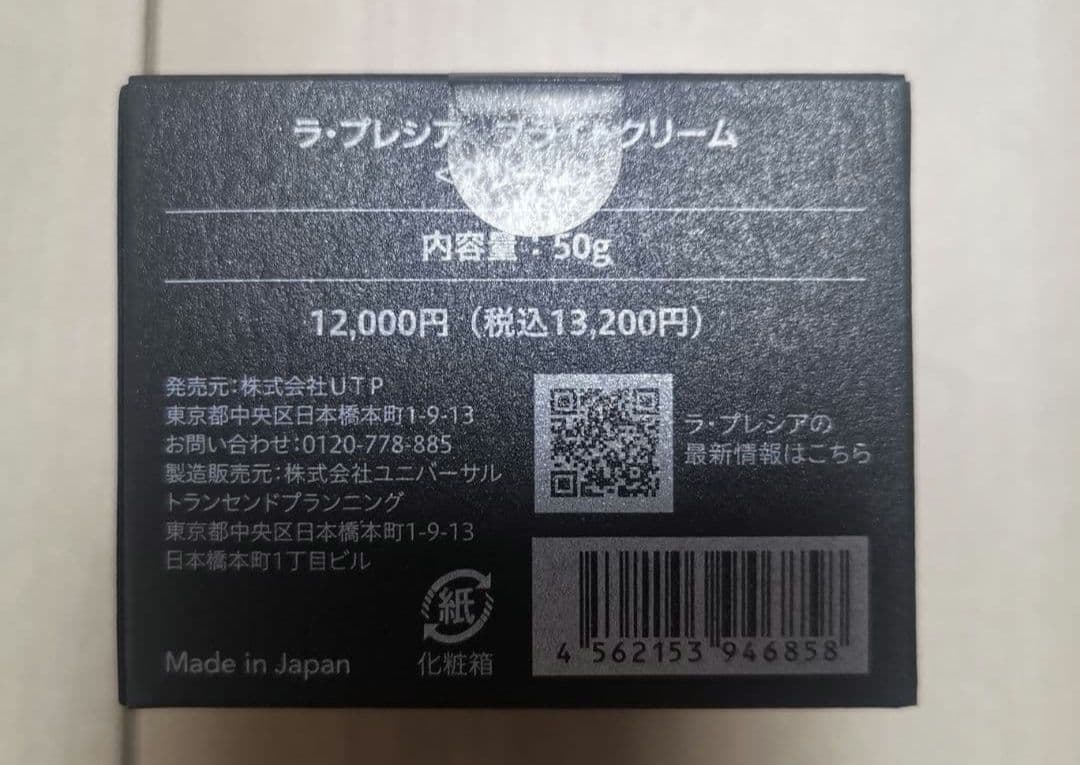 ラ・プレシア ブライトクリーム
内容量：50g
12,000円（税込13,200円）
発売元：株式会社UTP
東京都中央区日本橋本町1-9-13
お問い合わせ：0120-778-885
製造販売元：株式会社ユニバーサル
トランセンドプランニング
東京都中央区日本橋本町1-9-13
日本橋本町1丁目ビル
ラ・プレシアの
最新情報はこちら
紙
化粧箱
Made in Japan
4 562153 946858